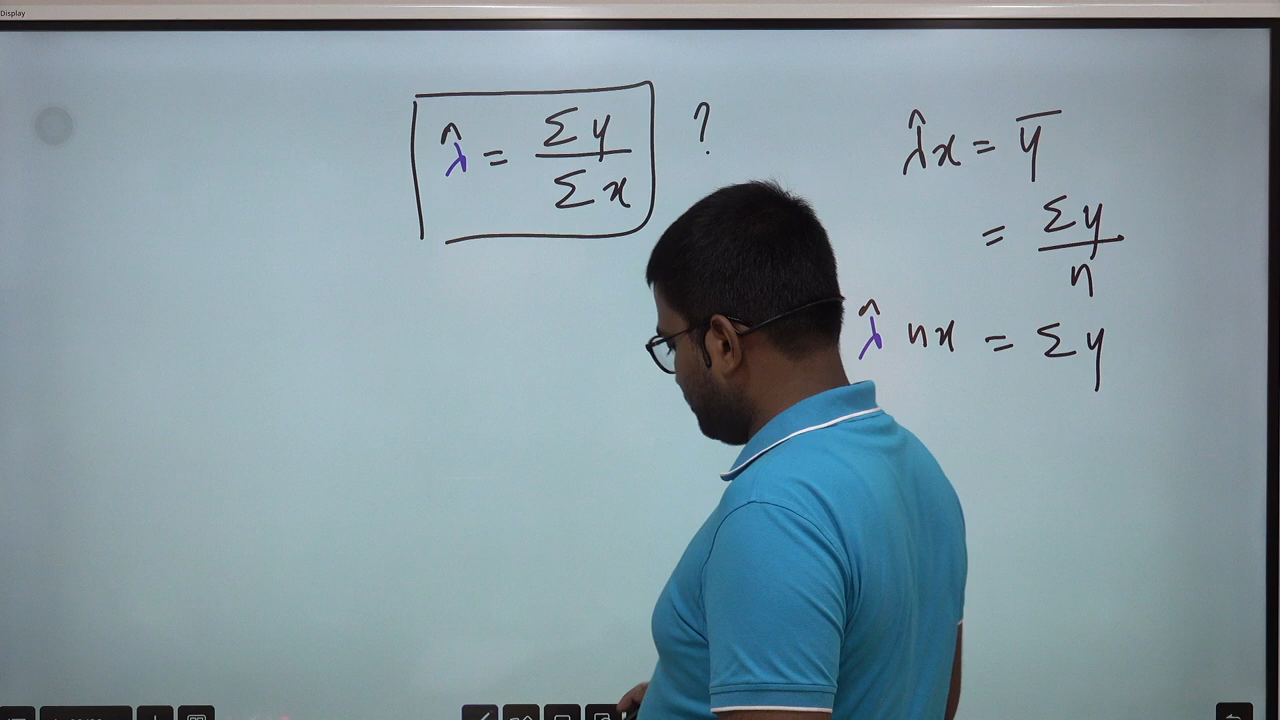 Display
λ̂ = Σy / Σx ?
λ̂x = y̅
= Σy / n
λ̂ nx = Σy